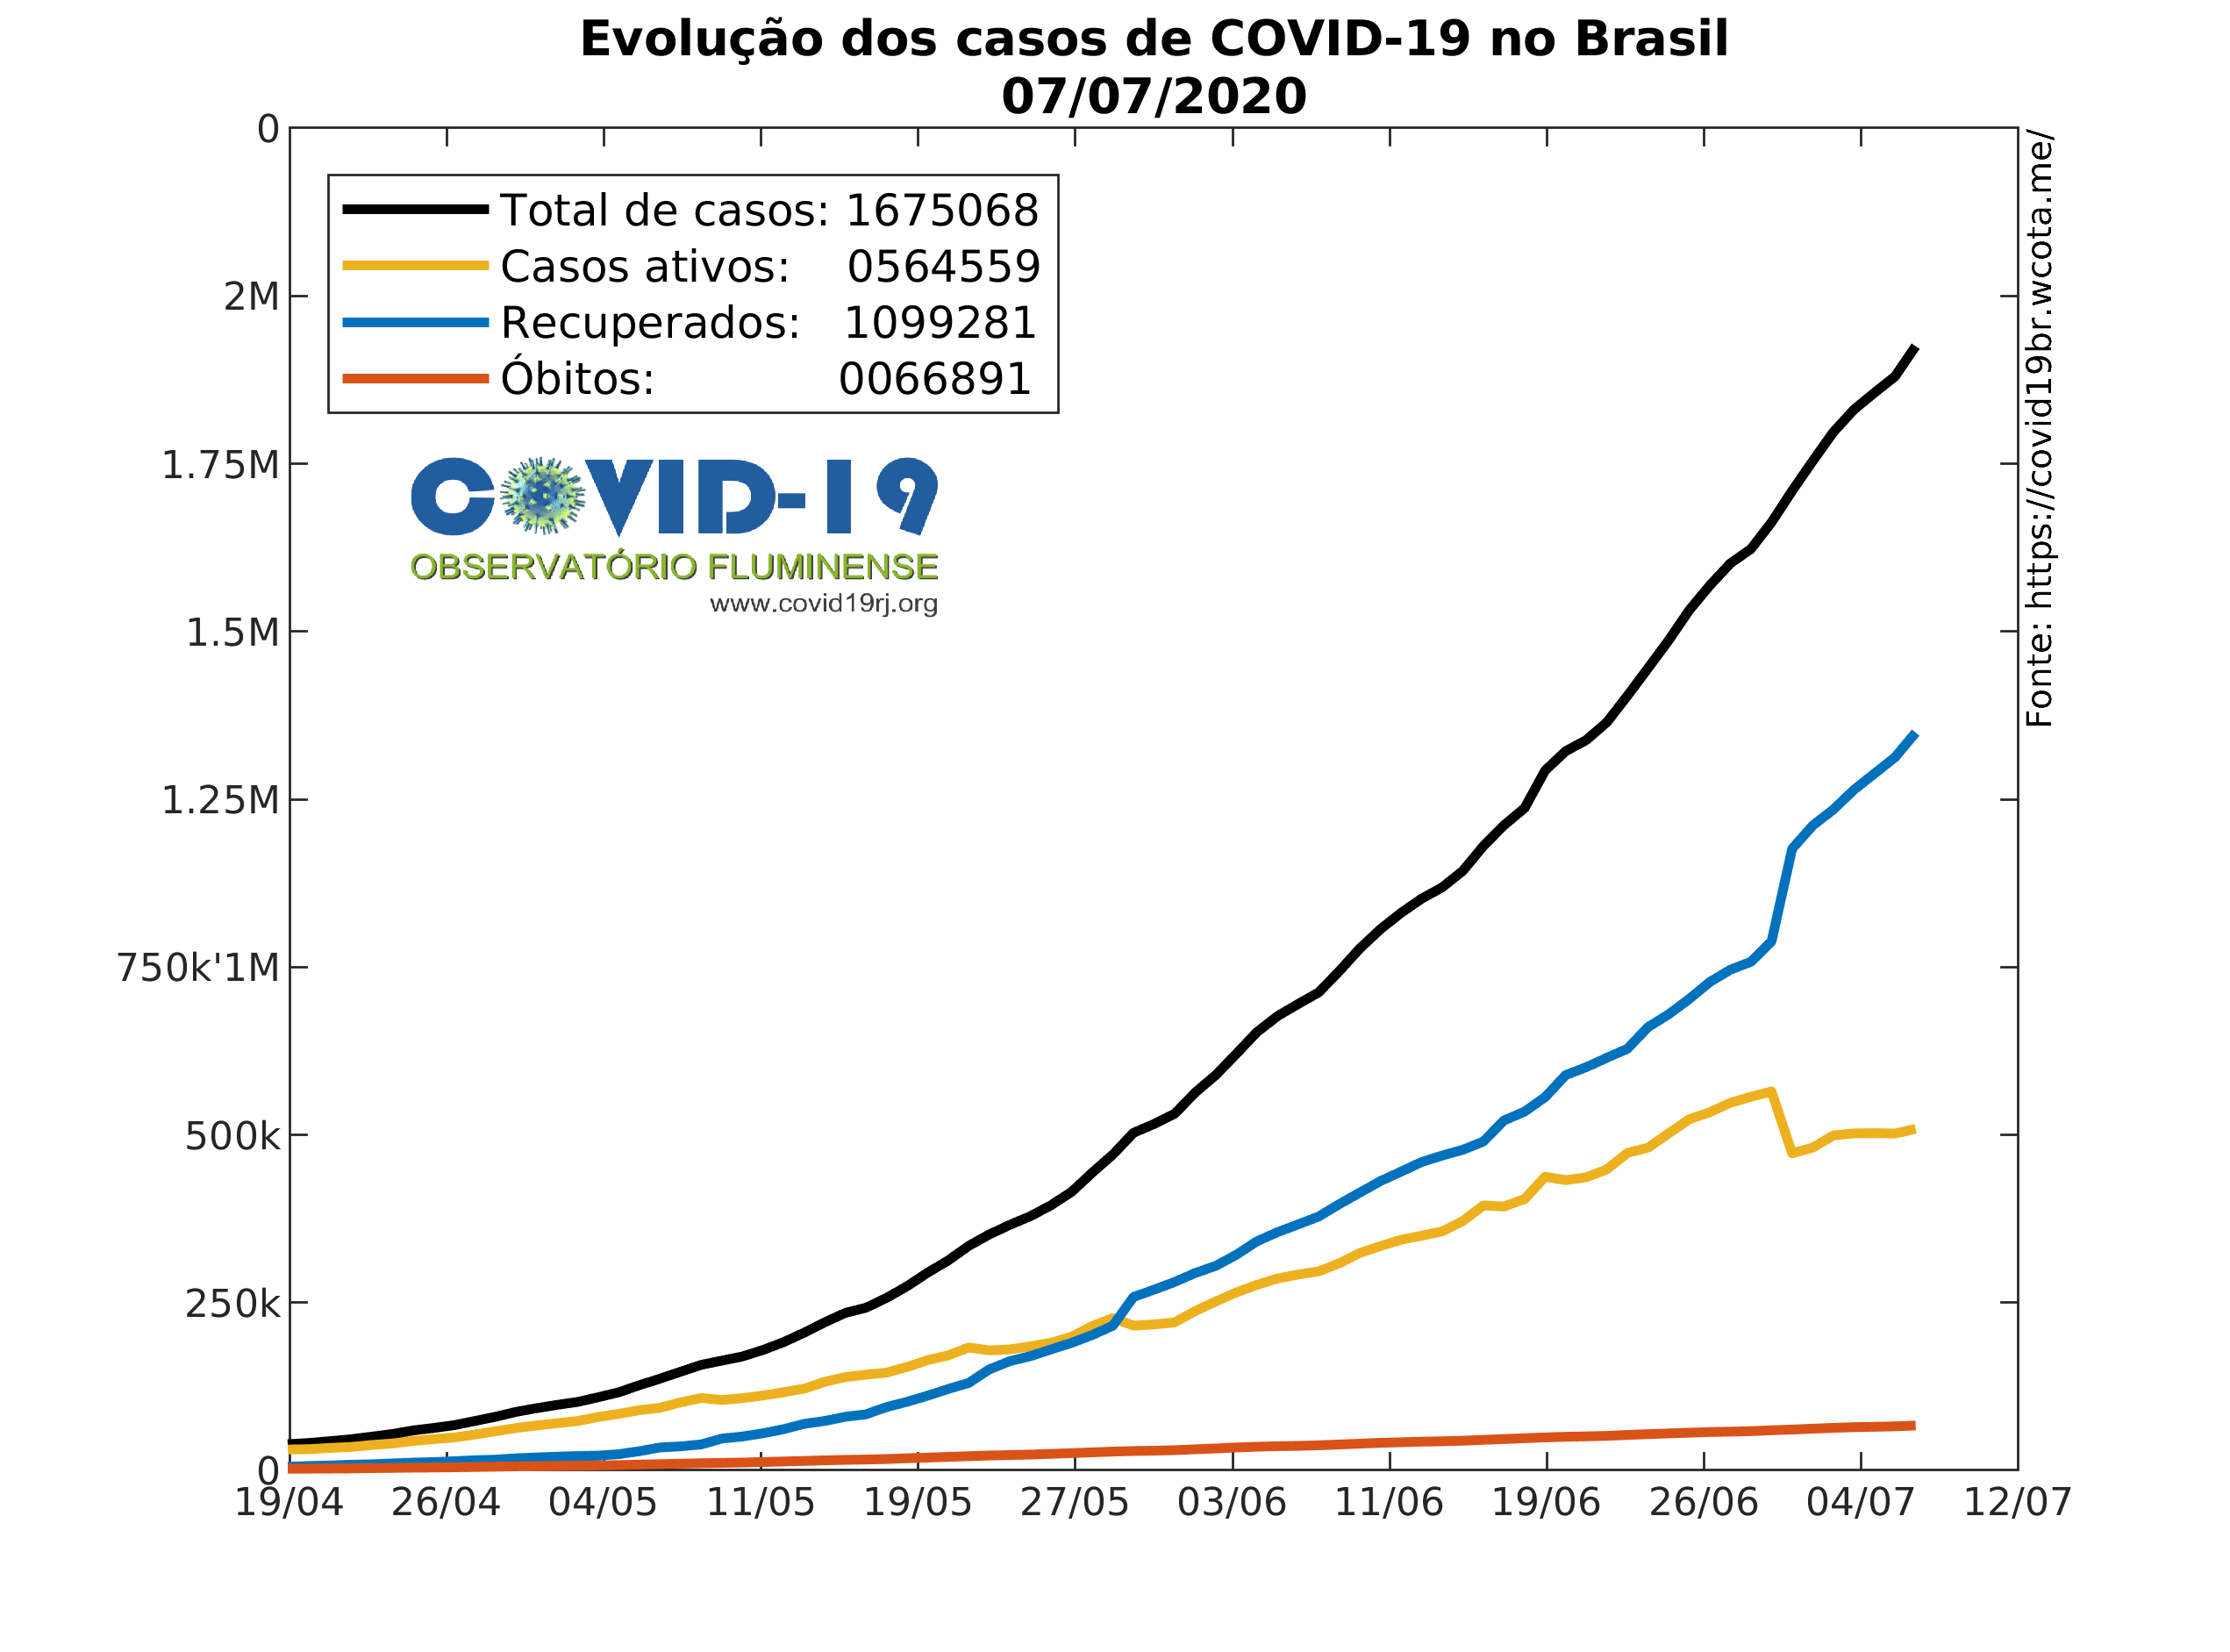 Evolução dos casos de COVID-19 no Brasil
07/07/2020
Total de casos: 1675068
Casos ativos: 0564559
Recuperados: 1099281
Óbitos: 0066891
COVID-19
OBSERVATÓRIO FLUMINENSE
www.covid19rj.org
Fonte: https://covid19br.wcota.me/
0
2M
1.75M
1.5M
1.25M
750k'1M
500k
250k
0
19/04 26/04 04/05 11/05 19/05 27/05 03/06 11/06 19/06 26/06 04/07 12/07